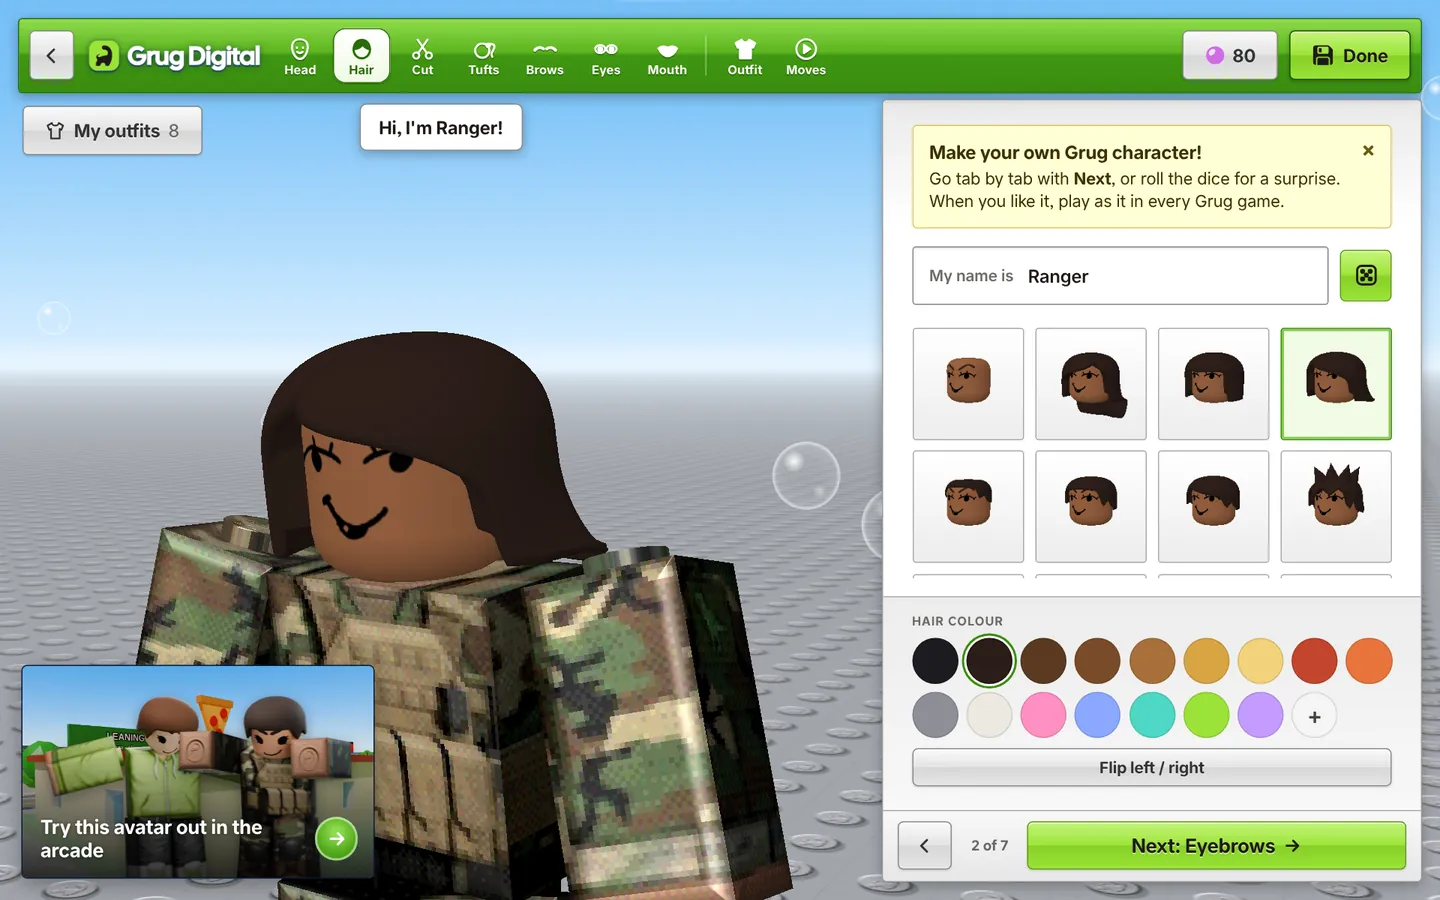 Grug Digital
Head
Hair
Cut
Tufts
Brows
Eyes
Mouth
Outfit
Moves
80
Done
My outfits 8
Hi, I'm Ranger!
Make your own Grug character!
Go tab by tab with Next, or roll the dice for a surprise.
When you like it, play as it in every Grug game.
My name is Ranger
HAIR COLOUR
Flip left / right
2 of 7
Next: Eyebrows
LEANING
Try this avatar out in the
arcade